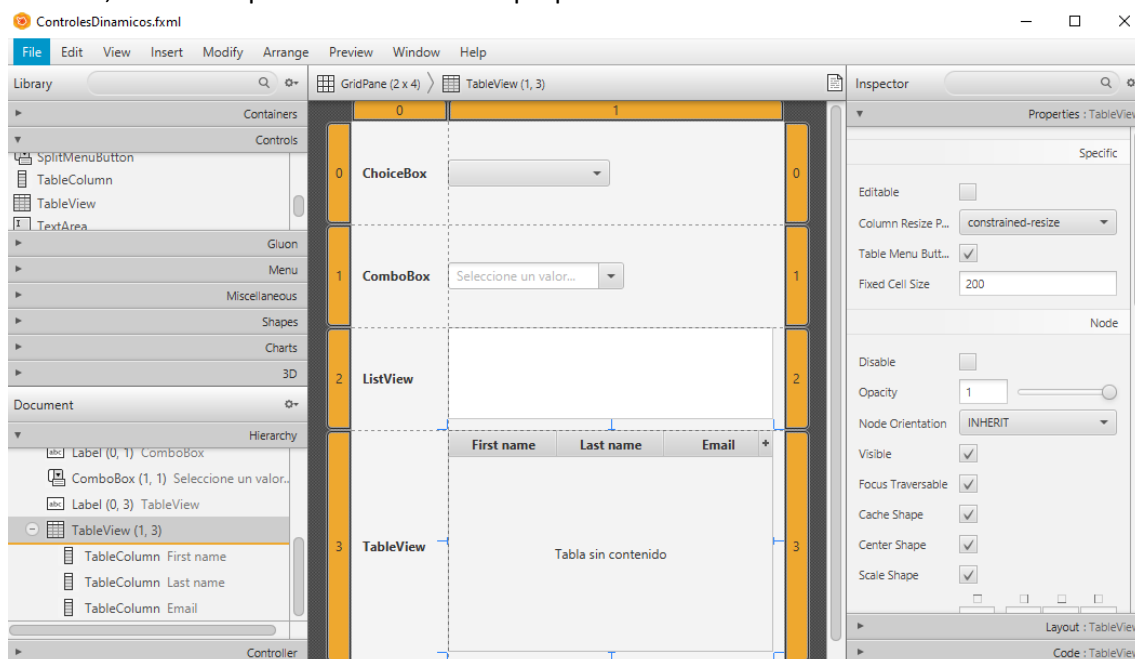 ControlesDinamicos.fxml
File Edit View Insert Modify Arrange Preview Window Help
Library
Containers
Controls
SplitMenuButton
TableColumn
TableView
TextArea
Gluon
Menu
Miscellaneous
Shapes
Charts
3D
Document
Hierarchy
Label (0, 1) ComboBox
ComboBox (1, 1) Seleccione un valor..
Label (0, 3) TableView
TableView (1, 3)
TableColumn First name
TableColumn Last name
TableColumn Email
Controller
GridPane (2 x 4) TableView (1, 3)
0 1
0 ChoiceBox 0
1 ComboBox Seleccione un valor... 1
2 ListView 2
First name Last name Email +
3 TableView Tabla sin contenido 3
Inspector
Properties : TableView
Specific
Editable
Column Resize P... constrained-resize
Table Menu Butt...
Fixed Cell Size 200
Node
Disable
Opacity 1
Node Orientation INHERIT
Visible
Focus Traversable
Cache Shape
Center Shape
Scale Shape
Layout : TableView
Code : TableView